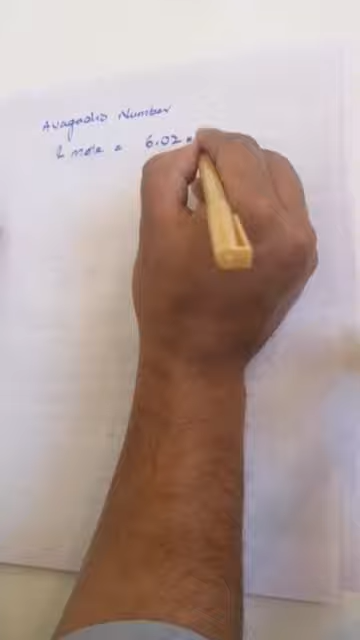 Avagadro Number
1 mole = 6.02 ×